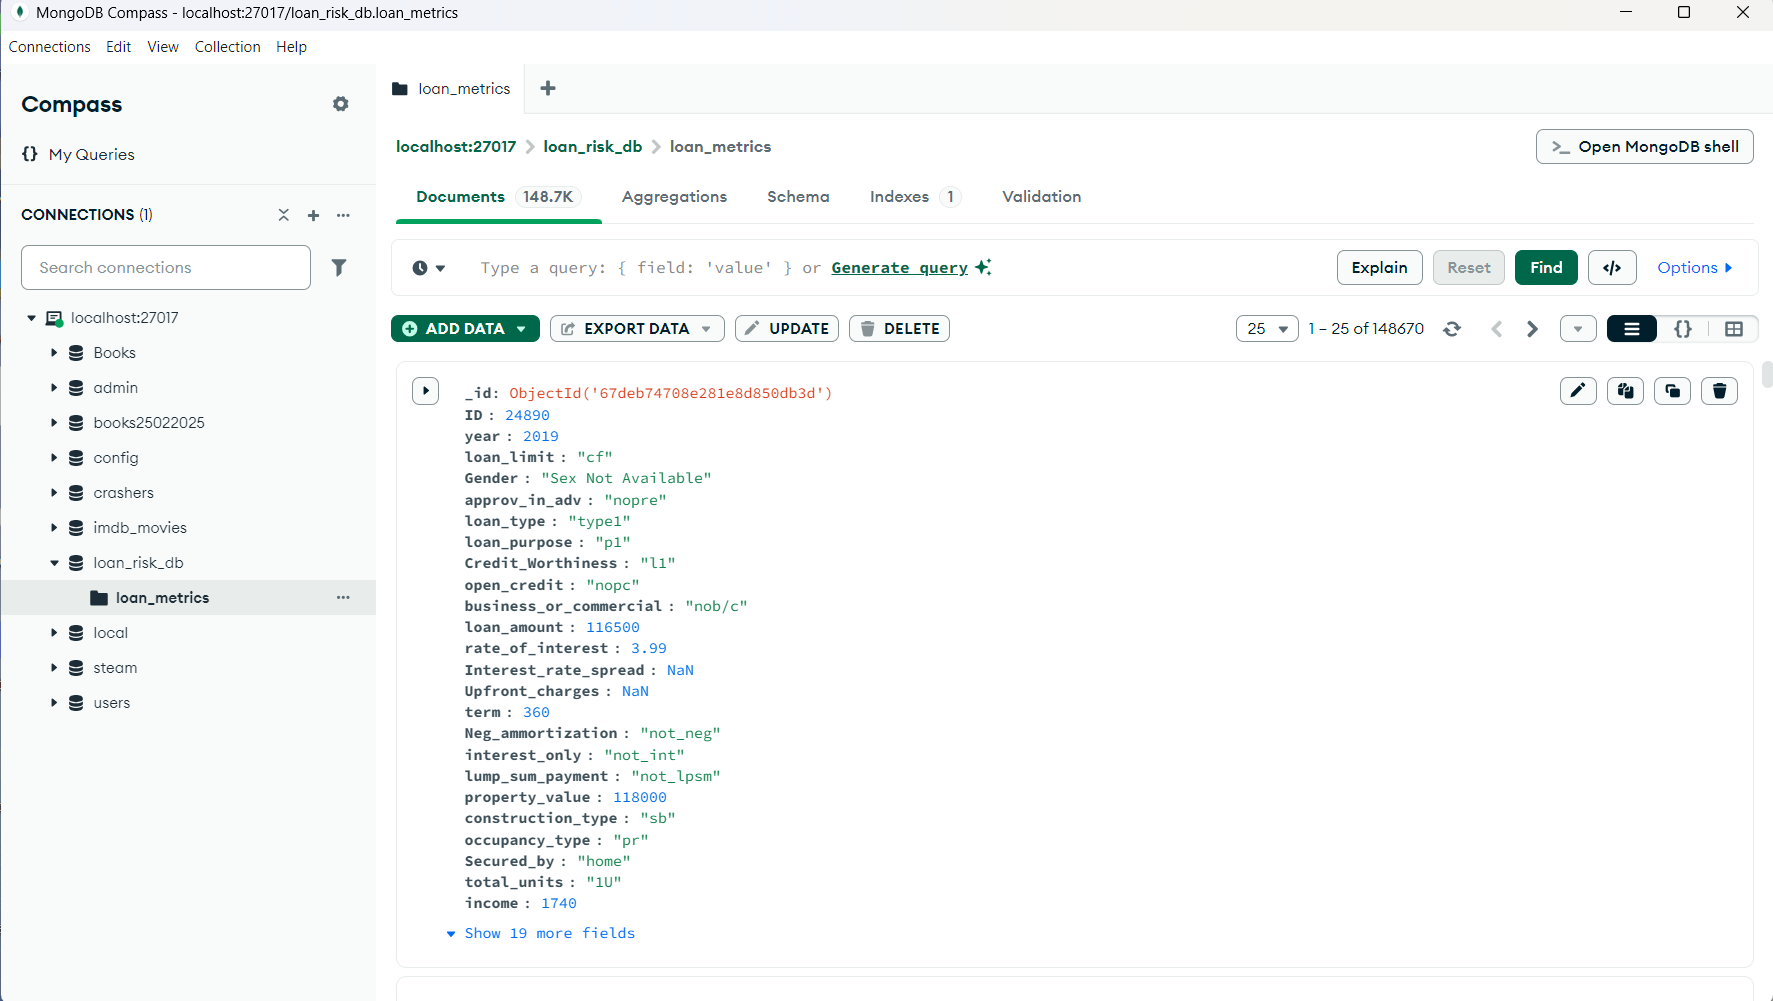 MongoDB Compass - localhost:27017/loan_risk_db.loan_metrics
Connections Edit View Collection Help
Compass
{} My Queries
CONNECTIONS (1)
Search connections
localhost:27017
Books
admin
books25022025
config
crashers
imdb_movies
loan_risk_db
loan_metrics
local
steam
users
loan_metrics
localhost:27017 > loan_risk_db > loan_metrics
>_ Open MongoDB shell
Documents 148.7K Aggregations Schema Indexes 1 Validation
Type a query: { field: 'value' } or Generate query
Explain Reset Find </> Options
ADD DATA EXPORT DATA UPDATE DELETE
25 1 – 25 of 148670 {}
_id: ObjectId('67deb74708e281e8d850db3d')
ID : 24890
year : 2019
loan_limit : "cf"
Gender : "Sex Not Available"
approv_in_adv : "nopre"
loan_type : "type1"
loan_purpose : "p1"
Credit_Worthiness : "l1"
open_credit : "nopc"
business_or_commercial : "nob/c"
loan_amount : 116500
rate_of_interest : 3.99
Interest_rate_spread : NaN
Upfront_charges : NaN
term : 360
Neg_ammortization : "not_neg"
interest_only : "not_int"
lump_sum_payment : "not_lpsm"
property_value : 118000
construction_type : "sb"
occupancy_type : "pr"
Secured_by : "home"
total_units : "1U"
income : 1740
Show 19 more fields